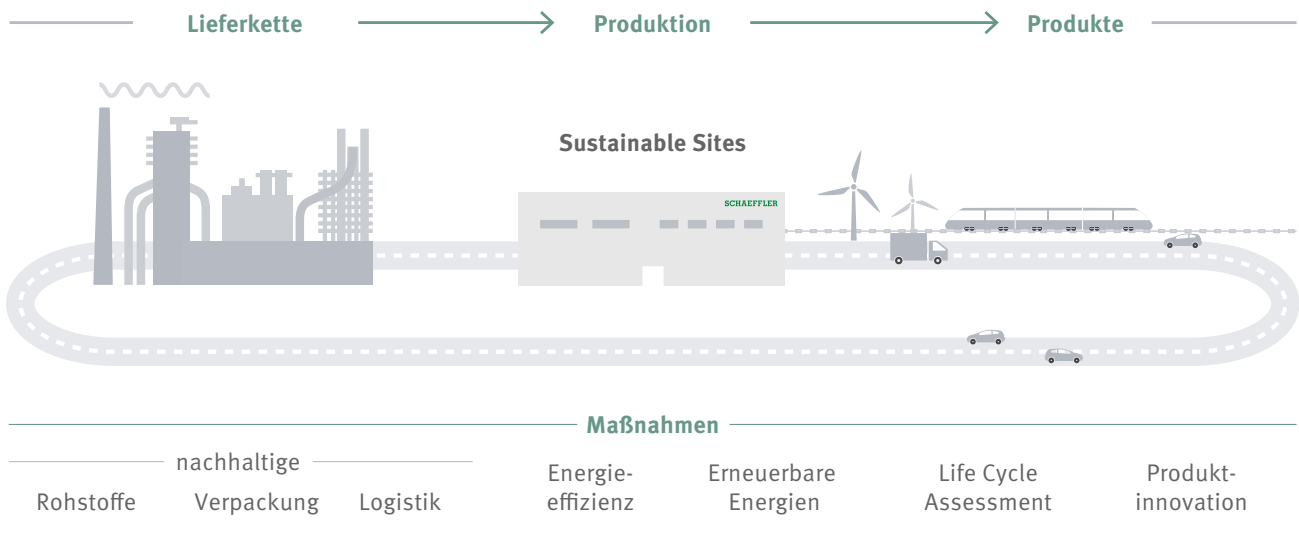 Lieferkette Produktion Produkte
Sustainable Sites
SCHAEFFLER
Maßnahmen
nachhaltige
Rohstoffe Verpackung Logistik
Energie-
effizienz
Erneuerbare
Energien
Life Cycle
Assessment
Produkt-
innovation